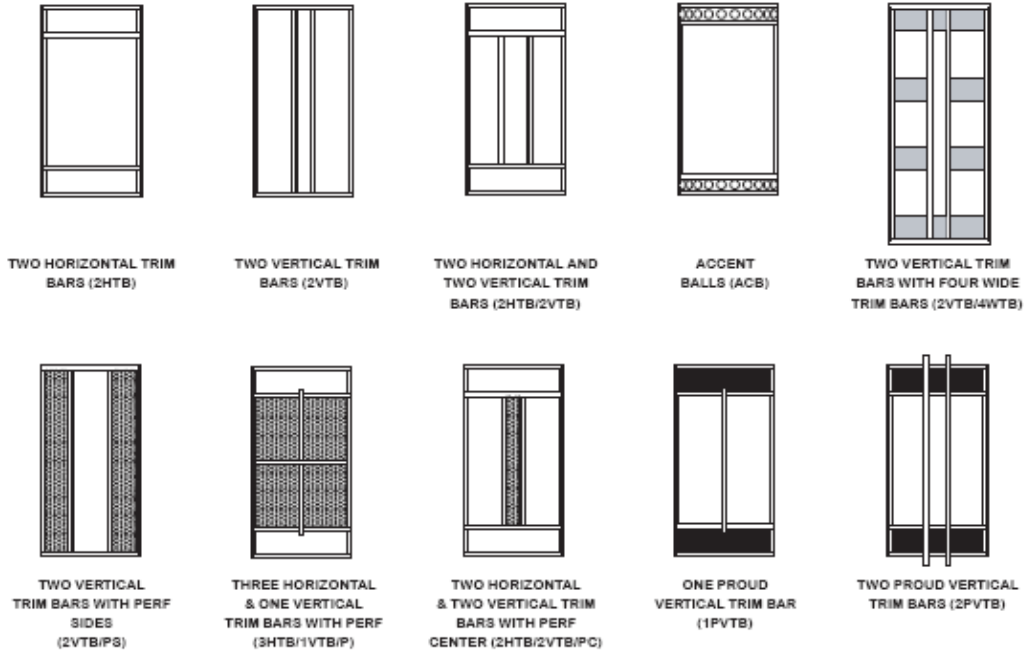 TWO HORIZONTAL TRIM
BARS (2HTB)
TWO VERTICAL TRIM
BARS (2VTB)
TWO HORIZONTAL AND
TWO VERTICAL TRIM
BARS (2HTB/2VTB)
ACCENT
BALLS (ACB)
TWO VERTICAL TRIM
BARS WITH FOUR WIDE
TRIM BARS (2VTB/4WTB)
TWO VERTICAL
TRIM BARS WITH PERF
SIDES
(2VTB/PS)
THREE HORIZONTAL
& ONE VERTICAL
TRIM BARS WITH PERF
(3HTB/1VTB/P)
TWO HORIZONTAL
& TWO VERTICAL TRIM
BARS WITH PERF
CENTER (2HTB/2VTB/PC)
ONE PROUD
VERTICAL TRIM BAR
(1PVTB)
TWO PROUD VERTICAL
TRIM BARS (2PVTB)